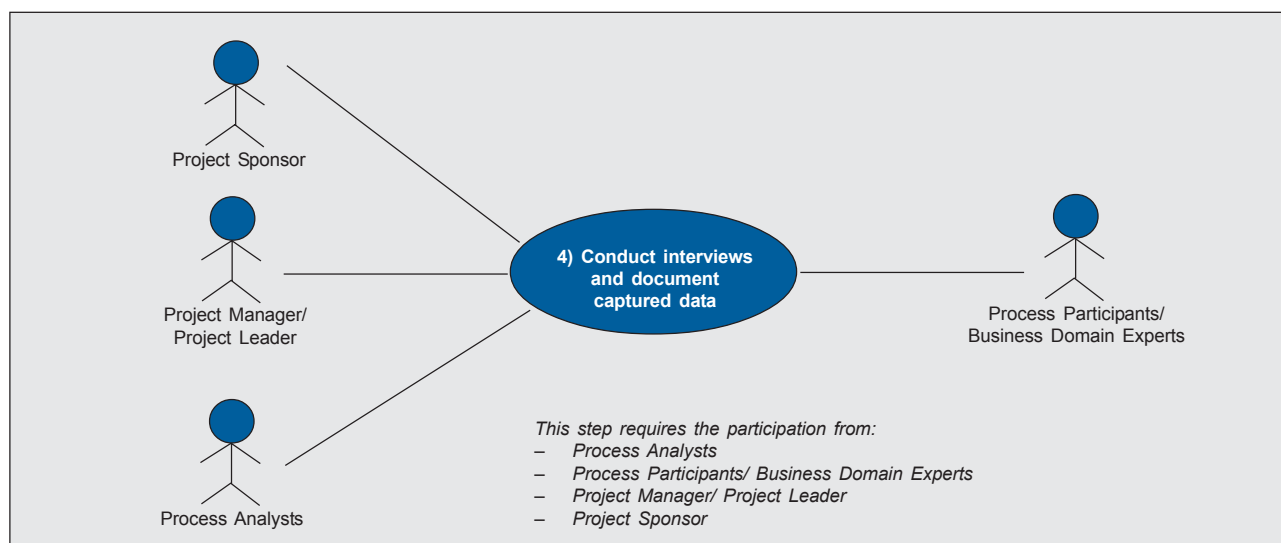 Project Sponsor
Project Manager/
Project Leader
Process Analysts
4) Conduct interviews
and document
captured data
Process Participants/
Business Domain Experts
This step requires the participation from:
– Process Analysts
– Process Participants/ Business Domain Experts
– Project Manager/ Project Leader
– Project Sponsor